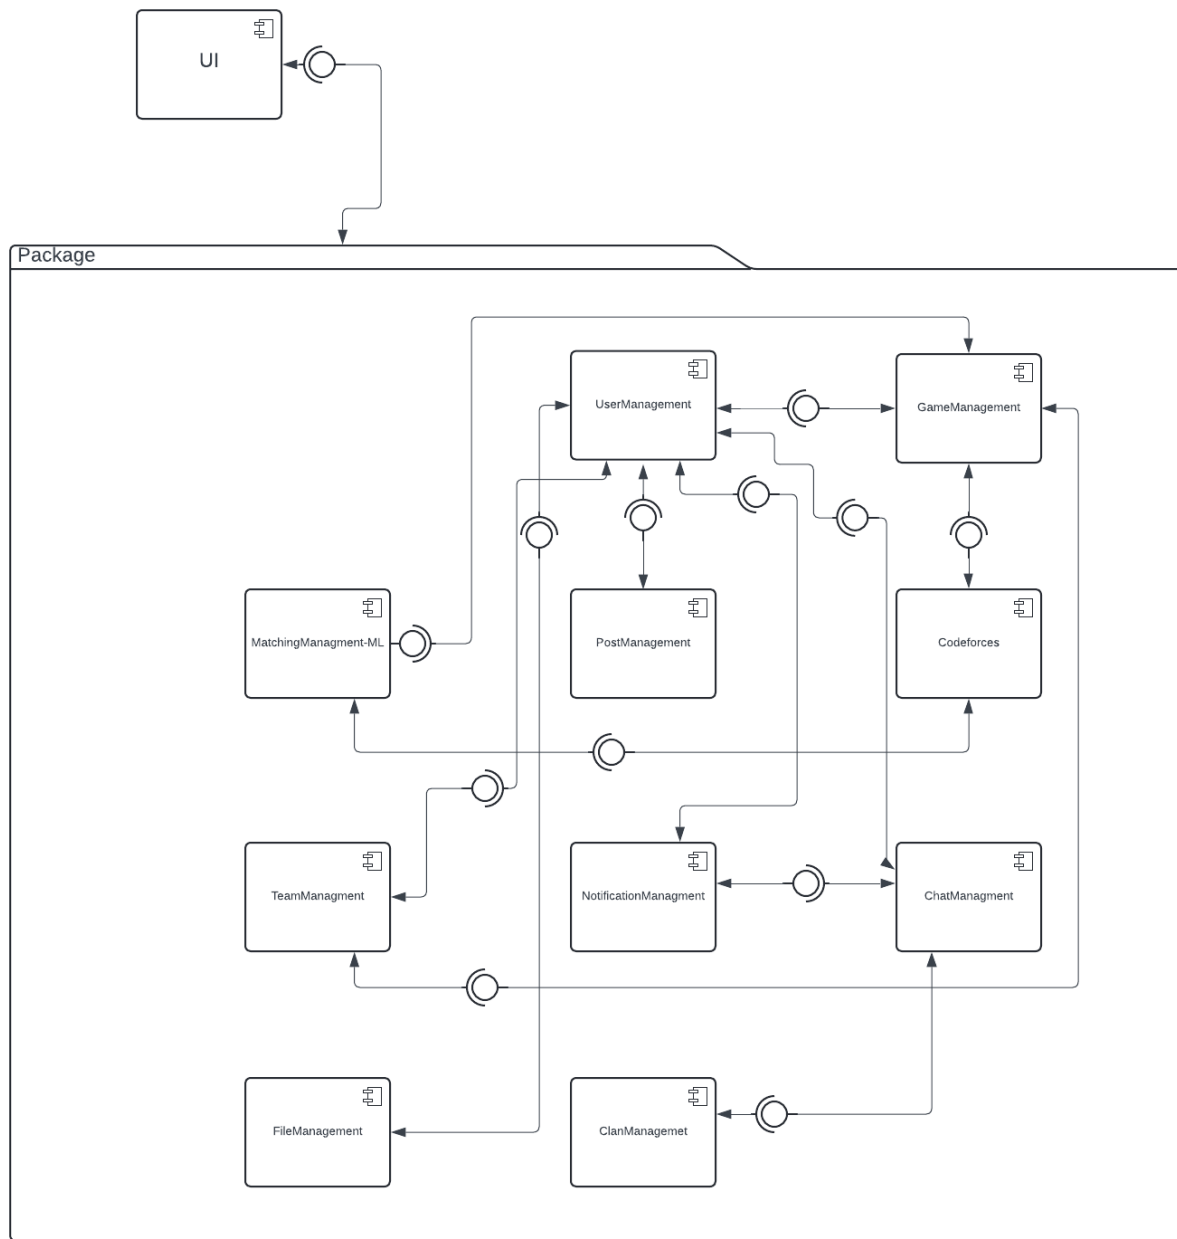 UI
Package
UserManagement
GameManagement
MatchingManagment-ML
PostManagement
Codeforces
TeamManagment
NotificationManagment
ChatManagment
FileManagement
ClanManagemet